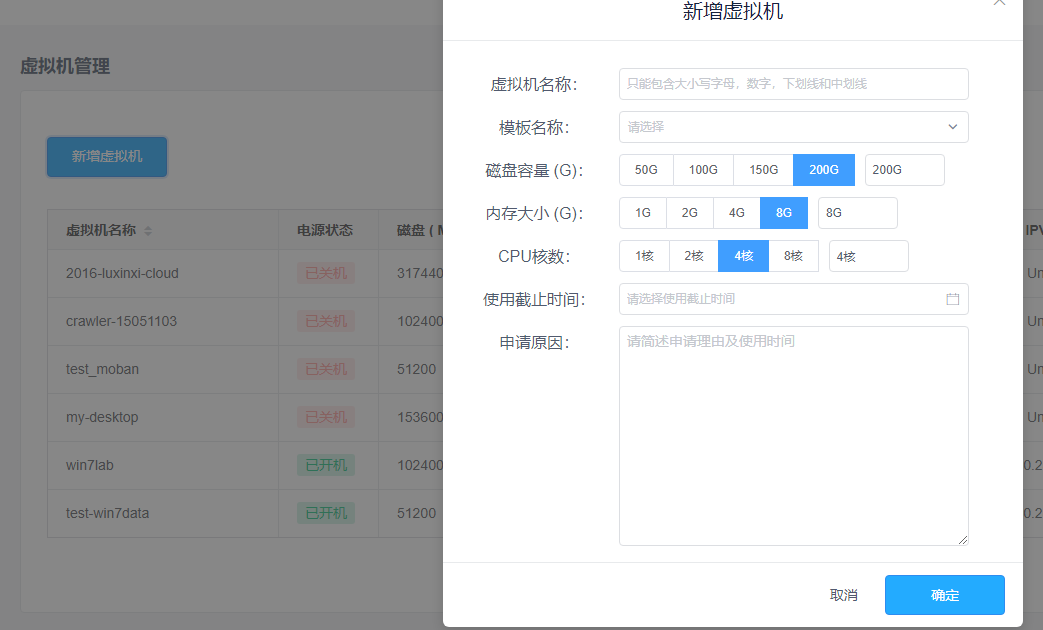 新增虚拟机
虚拟机管理
新增虚拟机
虚拟机名称 电源状态 磁盘 ( IPV
2016-luxinxi-cloud 已关机 317440 Un
crawler-15051103 已关机 102400 Un
test_moban 已关机 51200 Un
my-desktop 已关机 153600 Un
win7lab 已开机 102400 0.2
test-win7data 已开机 51200 0.2
虚拟机名称： 只能包含大小写字母，数字，下划线和中划线
模板名称： 请选择
磁盘容量 (G)： 50G 100G 150G 200G 200G
内存大小 (G)： 1G 2G 4G 8G 8G
CPU核数： 1核 2核 4核 8核 4核
使用截止时间： 请选择使用截止时间
申请原因： 请简述申请理由及使用时间
取消 确定